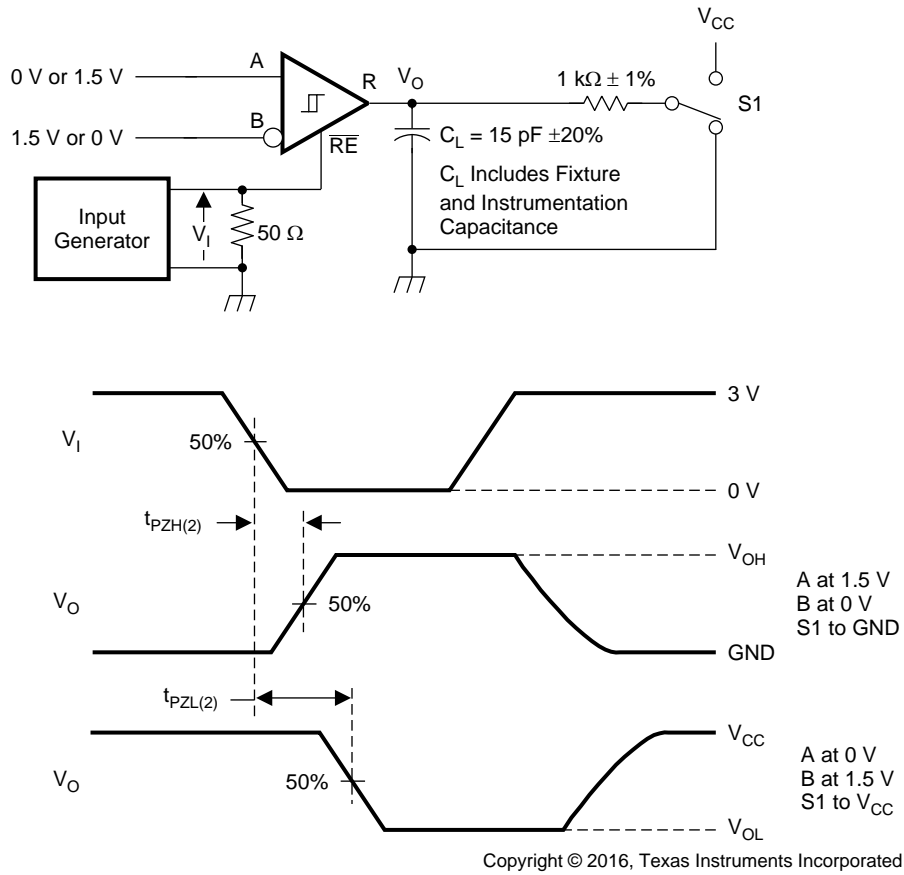 V_CC
A
0 V or 1.5 V
R
V_O
1 kΩ ± 1%
S1
B
1.5 V or 0 V
RE
C_L = 15 pF ±20%
C_L Includes Fixture
and Instrumentation
Capacitance
Input
Generator
V_I
50 Ω
3 V
V_I
50%
0 V
t_PZH(2)
V_OH
A at 1.5 V
B at 0 V
S1 to GND
V_O
50%
GND
t_PZL(2)
V_CC
A at 0 V
B at 1.5 V
S1 to V_CC
V_O
50%
V_OL
Copyright © 2016, Texas Instruments Incorporated